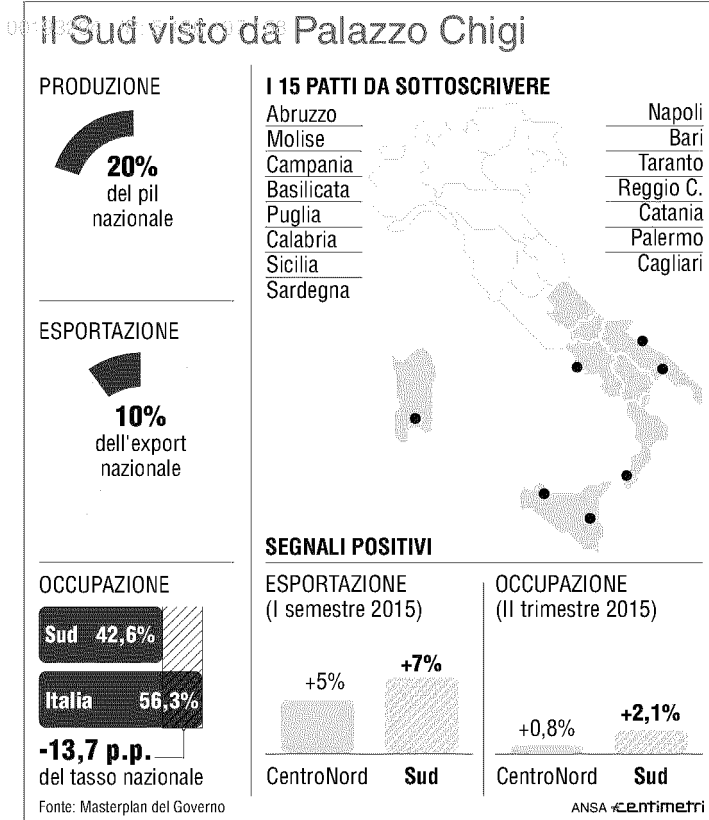 Il Sud visto da Palazzo Chigi
PRODUZIONE
20%
del pil
nazionale
ESPORTAZIONE
10%
dell'export
nazionale
OCCUPAZIONE
Sud 42,6%
Italia 56,3%
-13,7 p.p.
del tasso nazionale
Fonte: Masterplan del Governo
I 15 PATTI DA SOTTOSCRIVERE
Abruzzo
Molise
Campania
Basilicata
Puglia
Calabria
Sicilia
Sardegna
Napoli
Bari
Taranto
Reggio C.
Catania
Palermo
Cagliari
SEGNALI POSITIVI
ESPORTAZIONE
(I semestre 2015)
+5%
+7%
CentroNord Sud
OCCUPAZIONE
(II trimestre 2015)
+0,8%
+2,1%
CentroNord Sud
ANSA centimetri